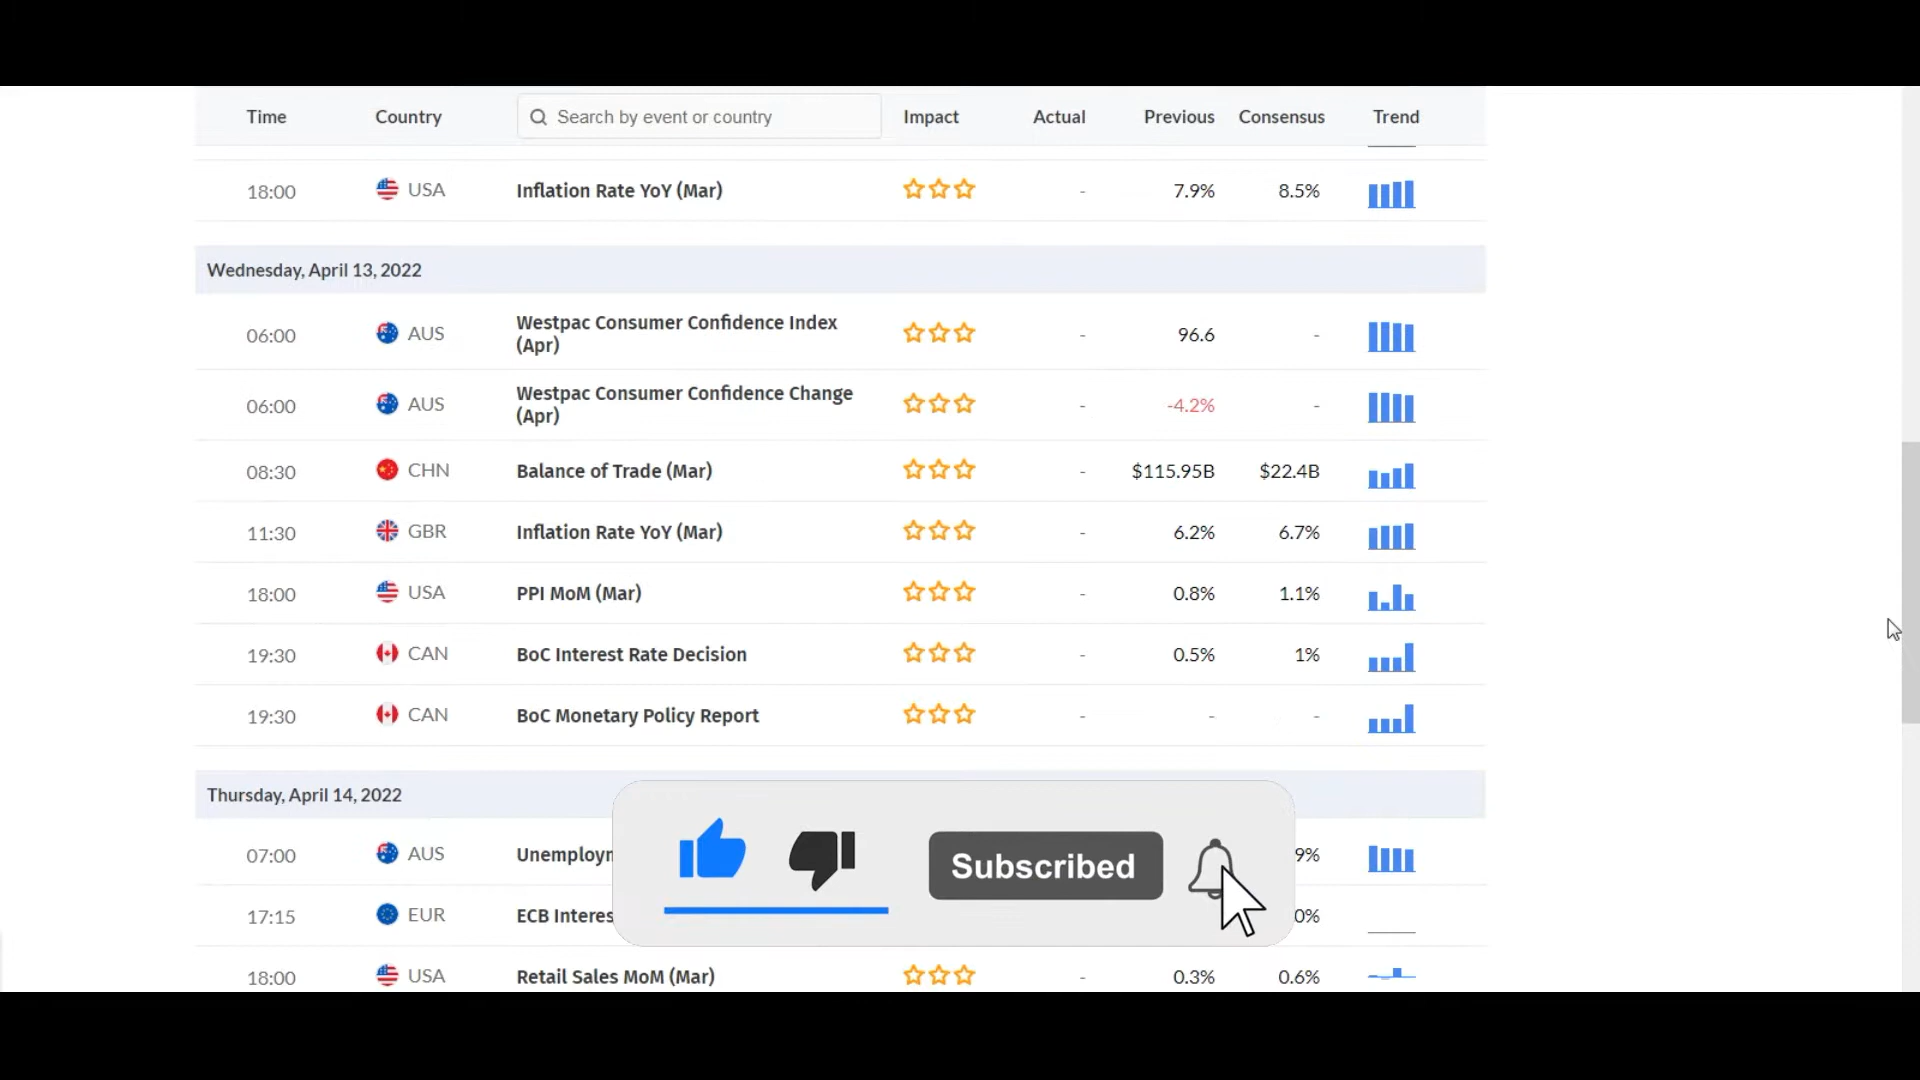 Time Country Search by event or country Impact Actual Previous Consensus Trend
18:00 USA Inflation Rate YoY (Mar) - 7.9% 8.5%
Wednesday, April 13, 2022
06:00 AUS Westpac Consumer Confidence Index (Apr) - 96.6 -
06:00 AUS Westpac Consumer Confidence Change (Apr) - -4.2% -
08:30 CHN Balance of Trade (Mar) - $115.95B $22.4B
11:30 GBR Inflation Rate YoY (Mar) - 6.2% 6.7%
18:00 USA PPI MoM (Mar) - 0.8% 1.1%
19:30 CAN BoC Interest Rate Decision - 0.5% 1%
19:30 CAN BoC Monetary Policy Report - - -
Thursday, April 14, 2022
07:00 AUS 9%
17:15 EUR ECB 0%
Subscribed
18:00 USA Retail Sales MoM (Mar) - 0.3% 0.6%